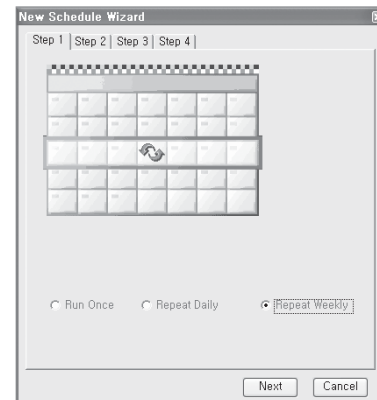 New Schedule Wizard
Step 1 Step 2 Step 3 Step 4
Run Once Repeat Daily Repeat Weekly
Next Cancel